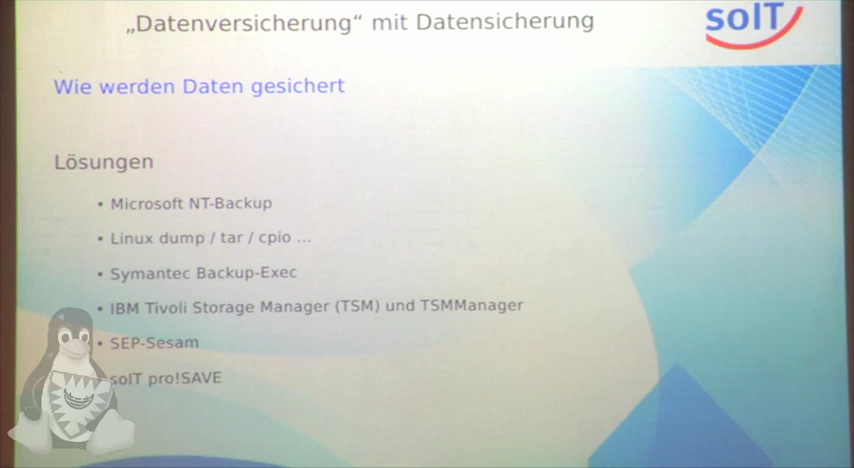 „Datenversicherung“ mit Datensicherung
soIT
Wie werden Daten gesichert
Lösungen
• Microsoft NT-Backup
• Linux dump / tar / cpio ...
• Symantec Backup-Exec
• IBM Tivoli Storage Manager (TSM) und TSMManager
• SEP-Sesam
soIT pro!SAVE